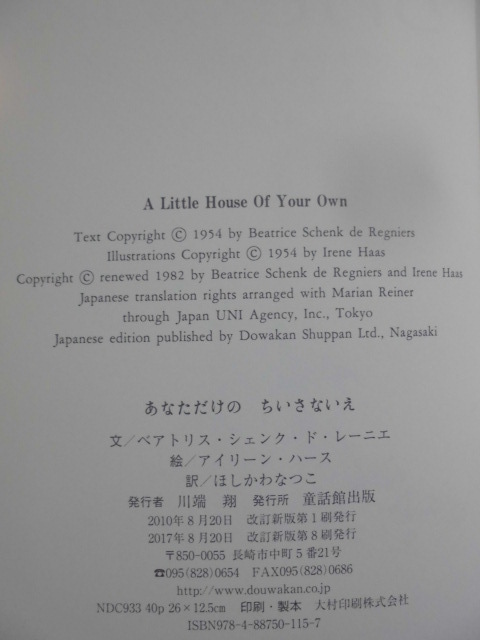 A Little House Of Your Own
Text Copyright Ⓒ 1954 by Beatrice Schenk de Regniers
Illustrations Copyright Ⓒ 1954 by Irene Haas
Copyright Ⓒ renewed 1982 by Beatrice Schenk de Regniers and Irene Haas
Japanese translation rights arranged with Marian Reiner
through Japan UNI Agency, Inc., Tokyo
Japanese edition published by Dowakan Shuppan Ltd., Nagasaki
あなただけの ちいさないえ
文/ベアトリス・シェンク・ド・レーニエ
絵/アイリーン・ハース
訳/ほしかわなつこ
発行者 川端 翔 発行所 童話館出版
2010年8月20日 改訂新版第1刷発行
2017年8月20日 改訂新版第8刷発行
〒850-0055 長崎市中町5番21号
☎095(828)0654 FAX095(828)0686
http://www.douwakan.co.jp
NDC933 40p 26×12.5cm 印刷・製本 大村印刷株式会社
ISBN978-4-88750-115-7